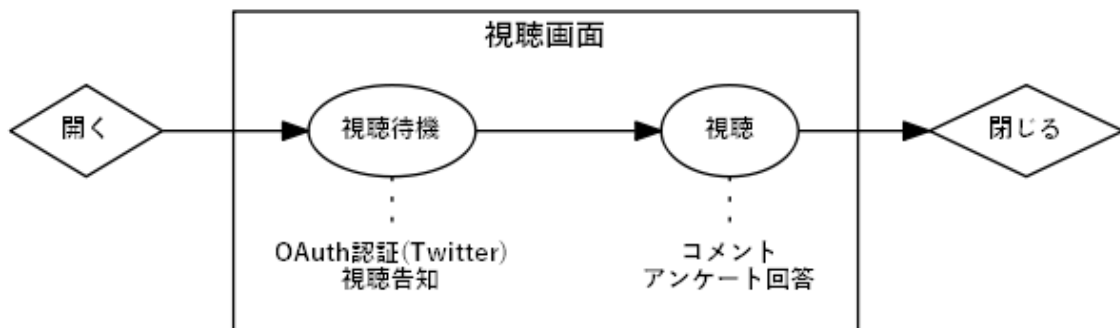 視聴画面
開く
視聴待機
視聴
閉じる
OAuth認証(Twitter)
視聴告知
コメント
アンケート回答